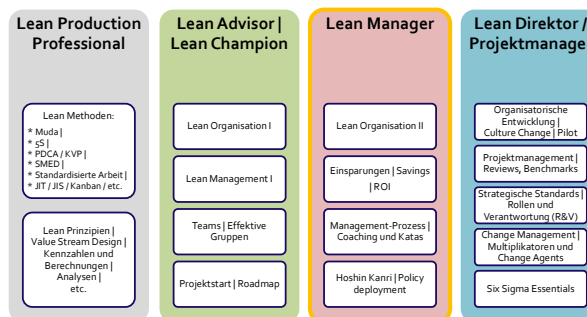 Lean Production
Professional
Lean Methoden:
* Muda |
* 5S |
* PDCA / KVP |
* SMED |
* Standardisierte Arbeit |
* JIT / JIS / Kanban / etc.
Lean Prinzipien |
Value Stream Design |
Kennzahlen und
Berechnungen |
Analysen |
etc.
Lean Advisor |
Lean Champion
Lean Organisation I
Lean Management I
Teams | Effektive
Gruppen
Projektstart | Roadmap
Lean Manager
Lean Organisation II
Einsparungen | Savings
| ROI
Management-Prozess |
Coaching und Katas
Hoshin Kanri | Policy
deployment
Lean Direktor /
Projektmanage
Organisatorische
Entwicklung |
Culture Change | Pilot
Projektmanagement |
Reviews, Benchmarks
Strategische Standards |
Rollen und
Verantwortung (R&V)
Change Management |
Multiplikatoren und
Change Agents
Six Sigma Essentials